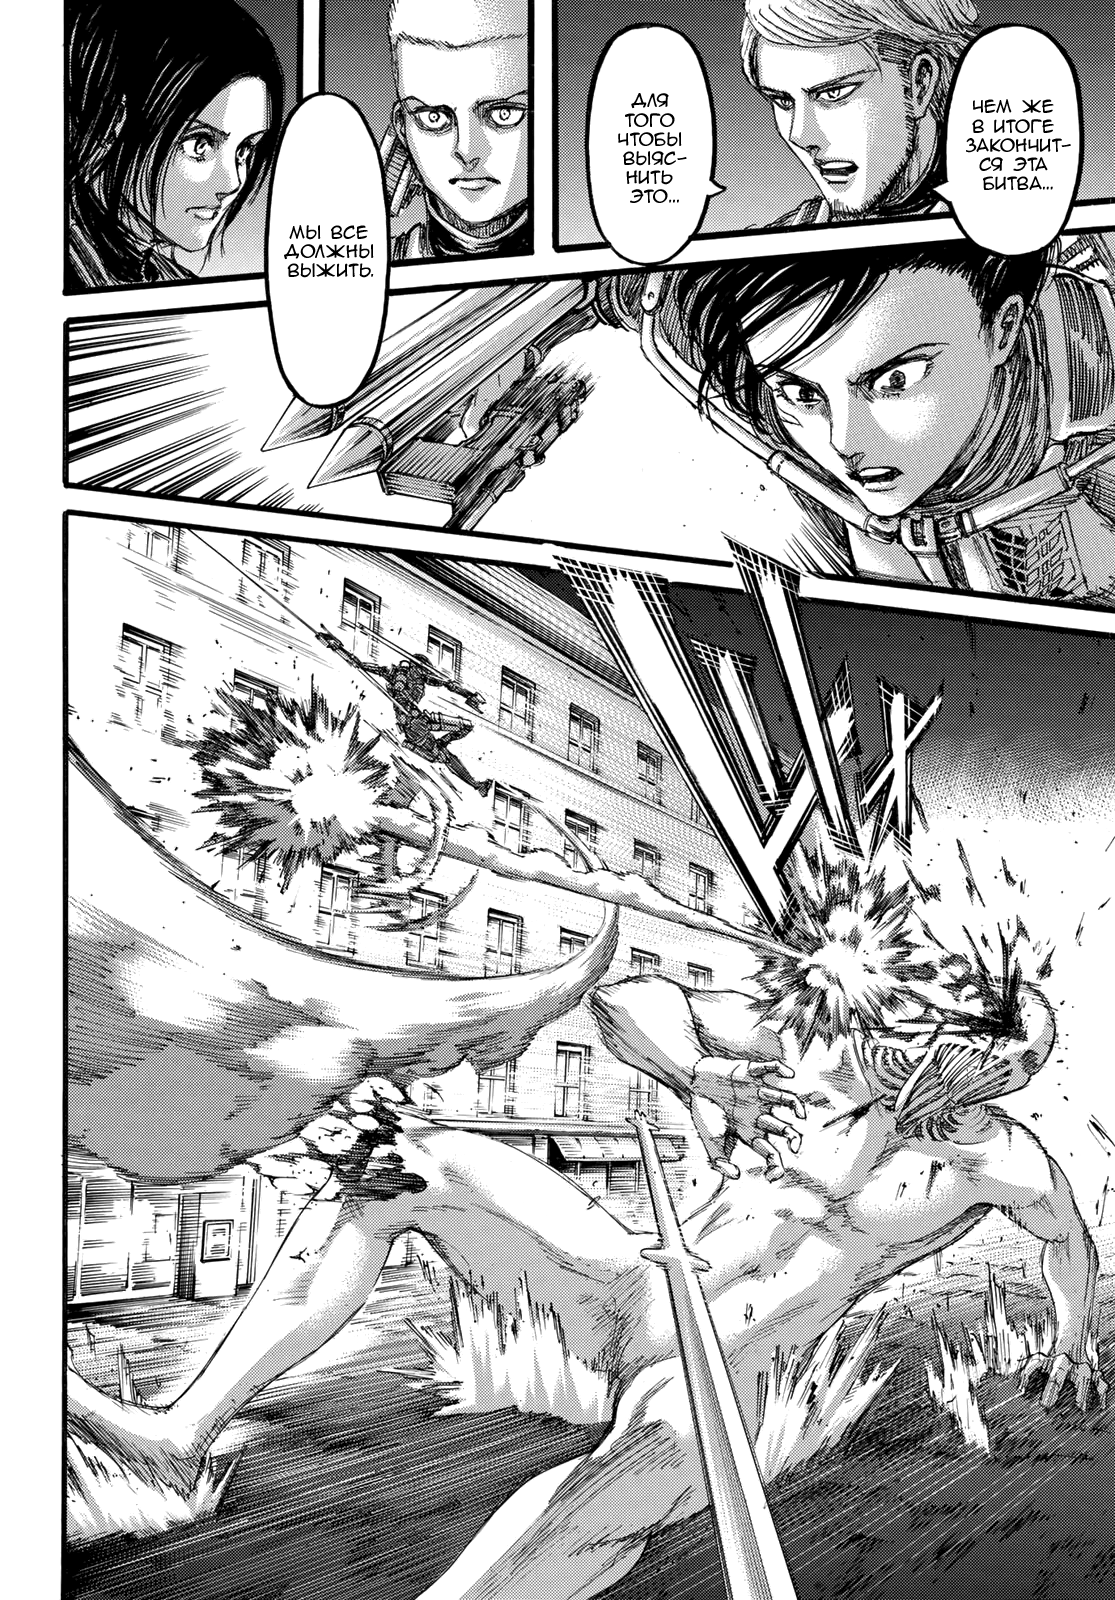 ЧЕМ ЖЕ
В ИТОГЕ
ЗАКОНЧИТ-
СЯ ЭТА
БИТВА...
ДЛЯ
ТОГО
ЧТОБЫ
ВЫЯС-
НИТЬ
ЭТО...
МЫ ВСЕ
ДОЛЖНЫ
ВЫЖИТЬ.